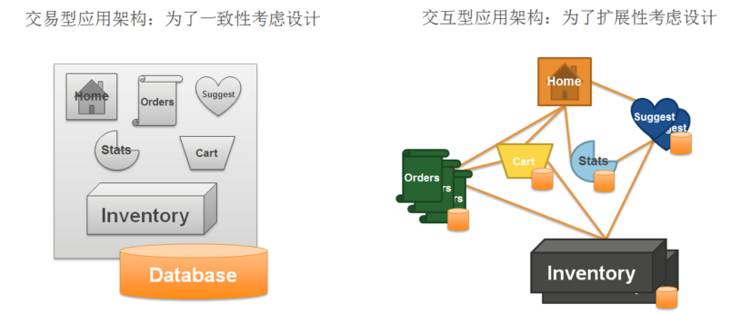 交易型应用架构：为了一致性考虑设计
交互型应用架构：为了扩展性考虑设计
Home
Orders
Suggest
Stats
Cart
Inventory
Database
Home
Suggest
gest
Orders
rs
rs
Cart
Stats
Inventory